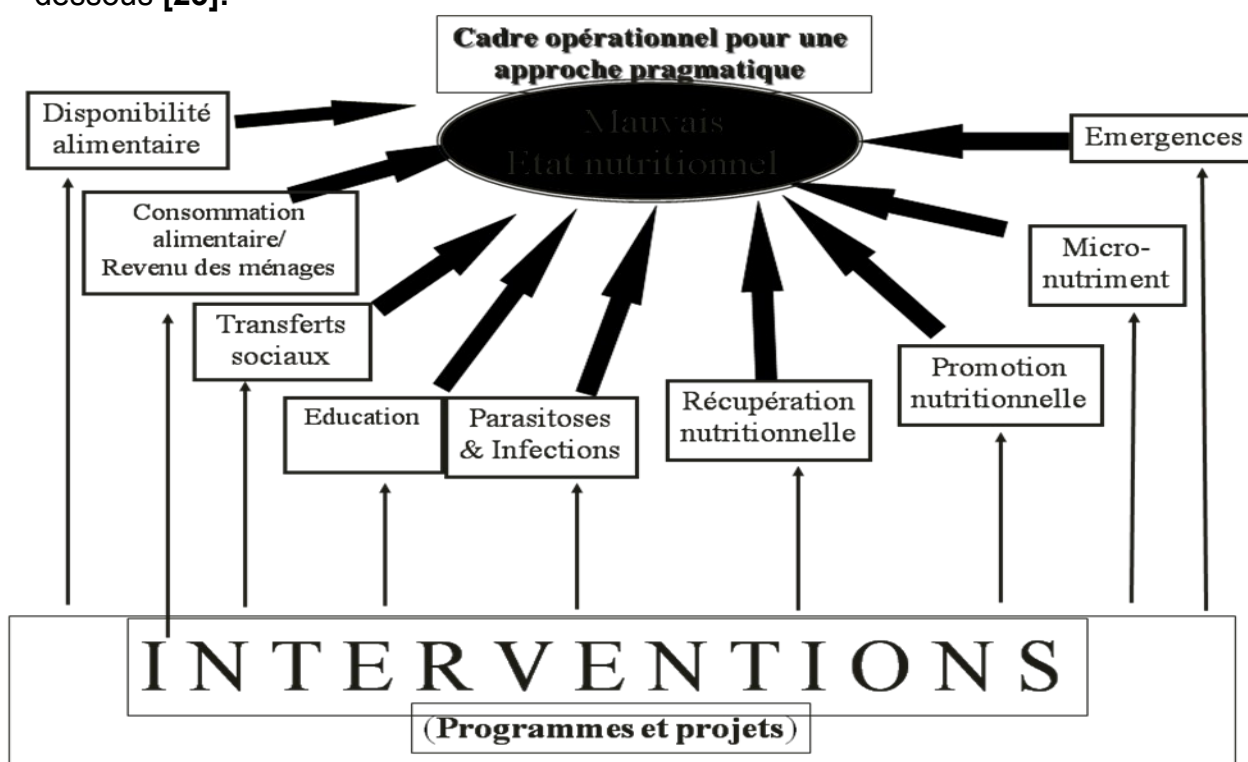 dessous [23].
Cadre opérationnel pour une
approche pragmatique
Mauvais
Etat nutritionnel
Disponibilité
alimentaire
Emergences
Consommation
alimentaire/
Revenu des ménages
Micro-
nutriment
Transferts
sociaux
Promotion
nutritionnelle
Education
Parasitoses
& Infections
Récupération
nutritionnelle
INTERVENTIONS
(Programmes et projets)